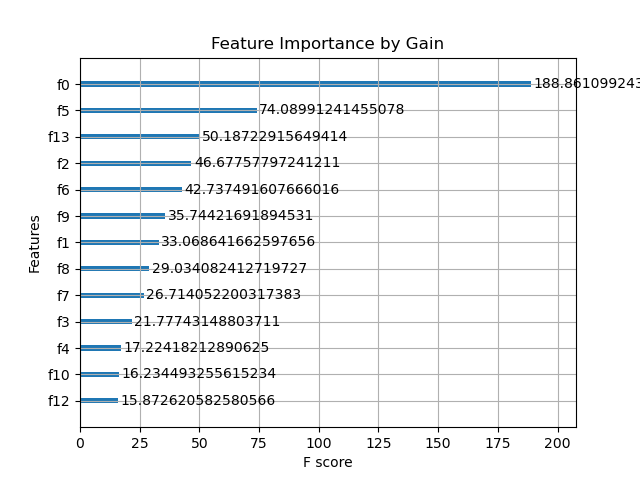 Feature Importance by Gain
f0 188.861099243
f5 74.08991241455078
f13 50.18722915649414
f2 46.67757797241211
f6 42.737491607666016
f9 35.74421691894531
f1 33.068641662597656
f8 29.034082412719727
f7 26.714052200317383
f3 21.77743148803711
f4 17.22418212890625
f10 16.234493255615234
f12 15.872620582580566
Features
0 25 50 75 100 125 150 175 200
F score